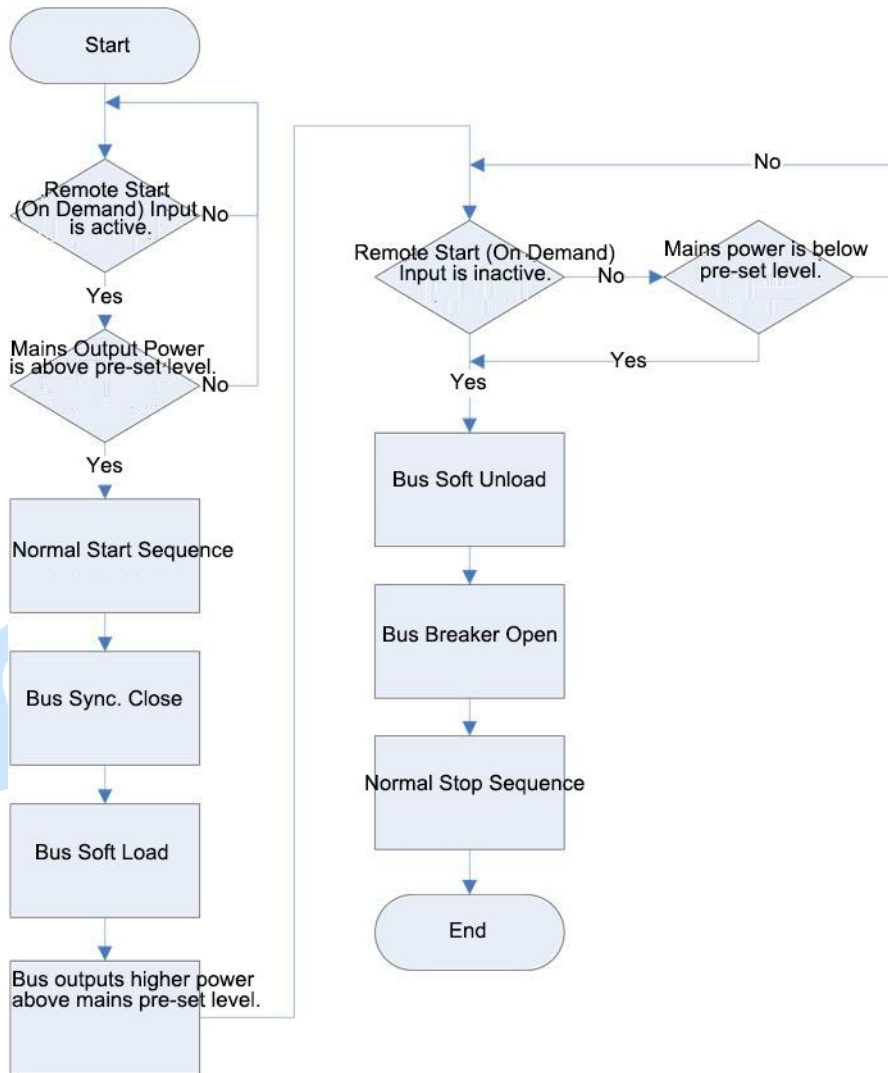 Start
Remote Start
(On Demand) Input
is active.
No
Yes
Mains Output Power
is above pre-set level.
No
Yes
Normal Start Sequence
Bus Sync. Close
Bus Soft Load
Bus outputs higher power
above mains pre-set level.
No
Remote Start (On Demand)
Input is inactive.
No
Mains power is below
pre-set level.
Yes
Yes
Bus Soft Unload
Bus Breaker Open
Normal Stop Sequence
End